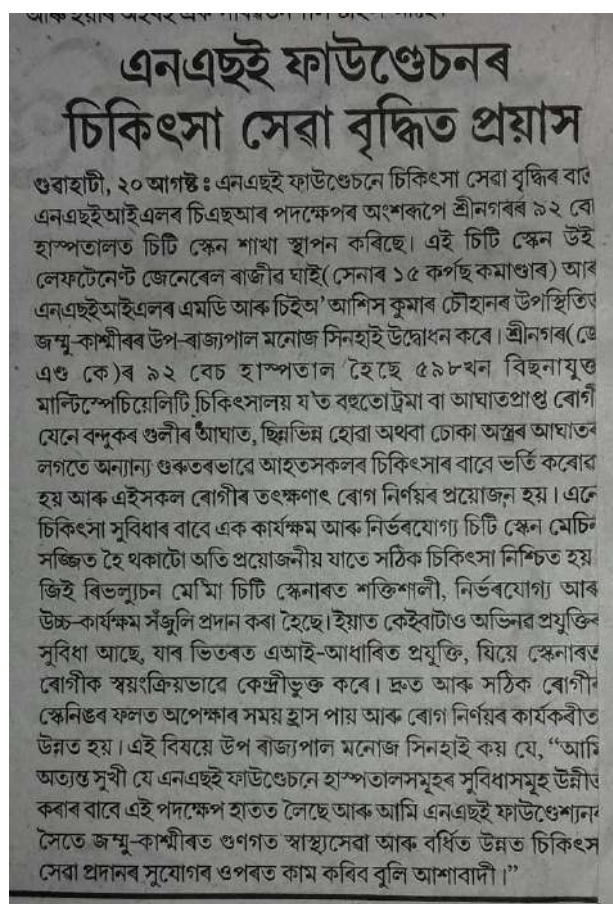 এনএছই ফাউণ্ডেচনৰ
চিকিৎসা সেৱা বৃদ্ধিত প্ৰয়াস
গুৱাহাটী, ২০ আগষ্ট : এনএছই ফাউণ্ডেচনে চিকিৎসা সেৱা বৃদ্ধিৰ বাবে
এনএছইআইএলৰ চিএছআৰ পদক্ষেপৰ অংশৰূপে শ্ৰীনগৰৰ ৯২ বে
হাস্পতালত চিটি স্কেন শাখা স্থাপন কৰিছে। এই চিটি স্কেন উই
লেফটেনেণ্ট জেনেৰেল ৰাজীৱ ঘাই(সেনাৰ ১৫ কৰ্পছ কমাণ্ডাৰ) আৰ
এনএছইআইএলৰ এমডি আৰু চিইঅ' আশিস কুমাৰ চৌহানৰ উপস্থিতিত
জম্মু-কাশ্মীৰৰ উপ-ৰাজ্যপাল মনোজ সিনহাই উদ্বোধন কৰে। শ্ৰীনগৰ(জে
এণ্ড কে)ৰ ৯২ বেচ হাস্পতাল হৈছে ৫৯৮খন বিছনাযুক্ত
মাল্টিস্পেচিয়েলিটি চিকিৎসালয় য'ত বহুতো ট্ৰমা বা আঘাতপ্ৰাপ্ত ৰোগী
যেনে বন্দুকৰ গুলীৰ আঘাত, ছিন্নভিন্ন হোৱা অথবা চোকা অস্ত্ৰৰ আঘাতৰ
লগতে অন্যান্য গুৰুতৰভাৱে আহতসকলৰ চিকিৎসাৰ বাবে ভৰ্তি কৰোৱ
হয় আৰু এইসকল ৰোগীৰ তৎক্ষণাৎ ৰোগ নিৰ্ণয়ৰ প্ৰয়োজন হয়। এনে
চিকিৎসা সুবিধাৰ বাবে এক কাৰ্যক্ষম আৰু নিৰ্ভৰযোগ্য চিটি স্কেন মেচিন
সজ্জিত হৈ থকাটো অতি প্ৰয়োজনীয় যাতে সঠিক চিকিৎসা নিশ্চিত হয়
জিই ৰিভল্যুচন মেক্সিমা চিটি স্কেনাৰত শক্তিশালী, নিৰ্ভৰযোগ্য আৰ
উচ্চ-কাৰ্যক্ষম সঁজুলি প্ৰদান কৰা হৈছে। ইয়াত কেইবাটাও অভিনৱ প্ৰযুক্তিৰ
সুবিধা আছে, যাৰ ভিতৰত এআই-আধাৰিত প্ৰযুক্তি, যিয়ে স্কেনাৰত
ৰোগীক স্বয়ংক্ৰিয়ভাৱে কেন্দ্ৰীভূক্ত কৰে। দ্ৰুত আৰু সঠিক ৰোগীৰ
স্কেনিঙৰ ফলত অপেক্ষাৰ সময় হ্ৰাস পায় আৰু ৰোগ নিৰ্ণয়ৰ কাৰ্যকৰীত
উন্নত হয়। এই বিষয়ে উপ ৰাজ্যপাল মনোজ সিনহাই কয় যে, “আমি
অত্যন্ত সুখী যে এনএছই ফাউণ্ডেচনে হাস্পতালসমূহৰ সুবিধাসমূহ উন্নীত
কৰাৰ বাবে এই পদক্ষেপ হাতত লৈছে আৰু আমি এনএছই ফাউণ্ডেশ্যনৰ
সৈতে জম্মু-কাশ্মীৰত গুণগত স্বাস্থ্যসেৱা আৰু বৰ্ধিত উন্নত চিকিৎস
সেৱা প্ৰদানৰ সুযোগৰ ওপৰত কাম কৰিব বুলি আশাবাদী।”